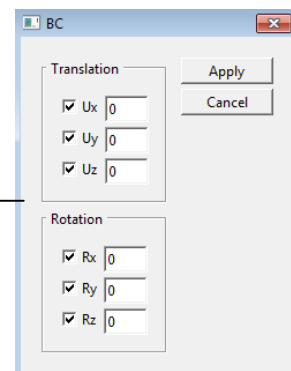 BC
Translation
Apply
Ux 0
Cancel
Uy 0
Uz 0
Rotation
Rx 0
Ry 0
Rz 0